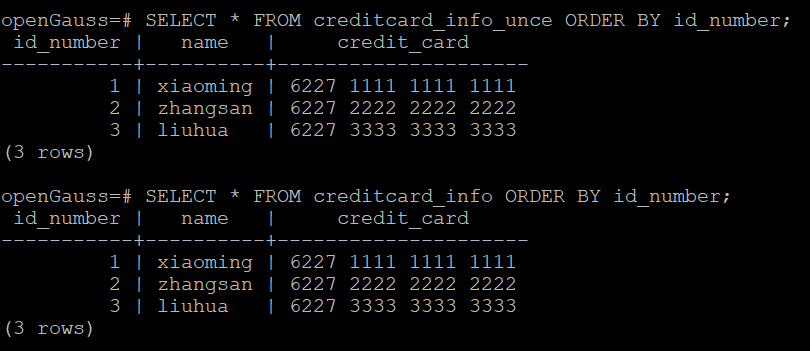 openGauss=# SELECT * FROM creditcard_info_unce ORDER BY id_number;
 id_number |   name   |     credit_card
-----------+----------+---------------------
         1 | xiaoming | 6227 1111 1111 1111
         2 | zhangsan | 6227 2222 2222 2222
         3 | liuhua   | 6227 3333 3333 3333
(3 rows)

openGauss=# SELECT * FROM creditcard_info ORDER BY id_number;
 id_number |   name   |     credit_card
-----------+----------+---------------------
         1 | xiaoming | 6227 1111 1111 1111
         2 | zhangsan | 6227 2222 2222 2222
         3 | liuhua   | 6227 3333 3333 3333
(3 rows)